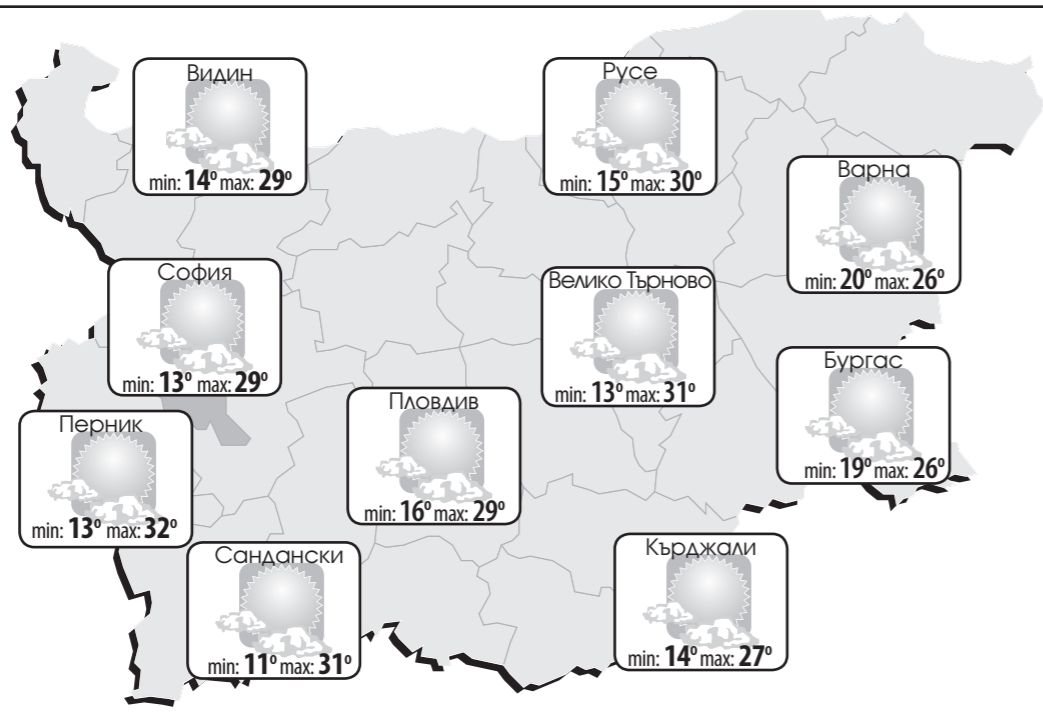 Видин
min: 14° max: 29°
Русе
min: 15° max: 30°
Варна
min: 20° max: 26°
София
min: 13° max: 29°
Велико Търново
min: 13° max: 31°
Бургас
min: 19° max: 26°
Пловдив
min: 16° max: 29°
Перник
min: 13° max: 32°
Сандански
min: 11° max: 31°
Кърджали
min: 14° max: 27°